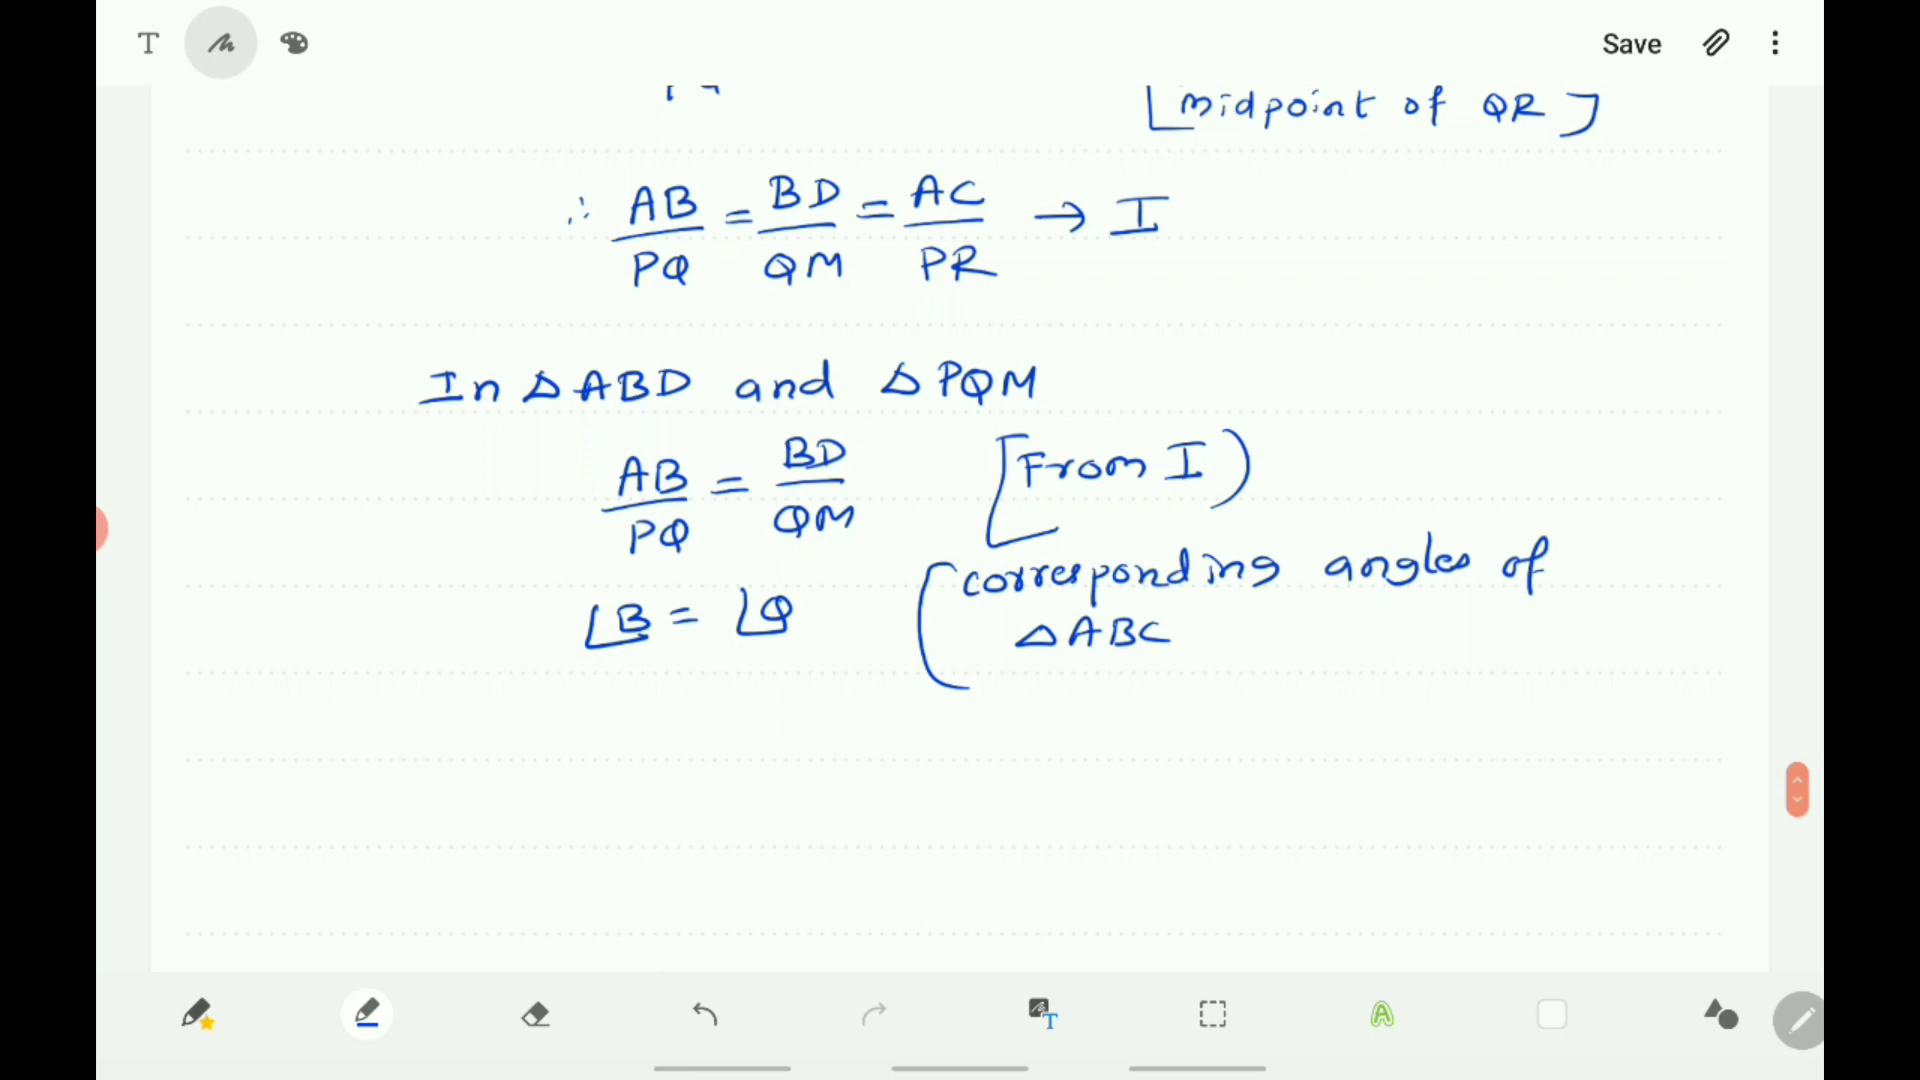 T Save
[midpoint of QR]
∴ AB/PQ = BD/QM = AC/PR → I
In △ABD and △PQM
AB/PQ = BD/QM [From I)
∠B = ∠Q (corresponding angles of
△ABC